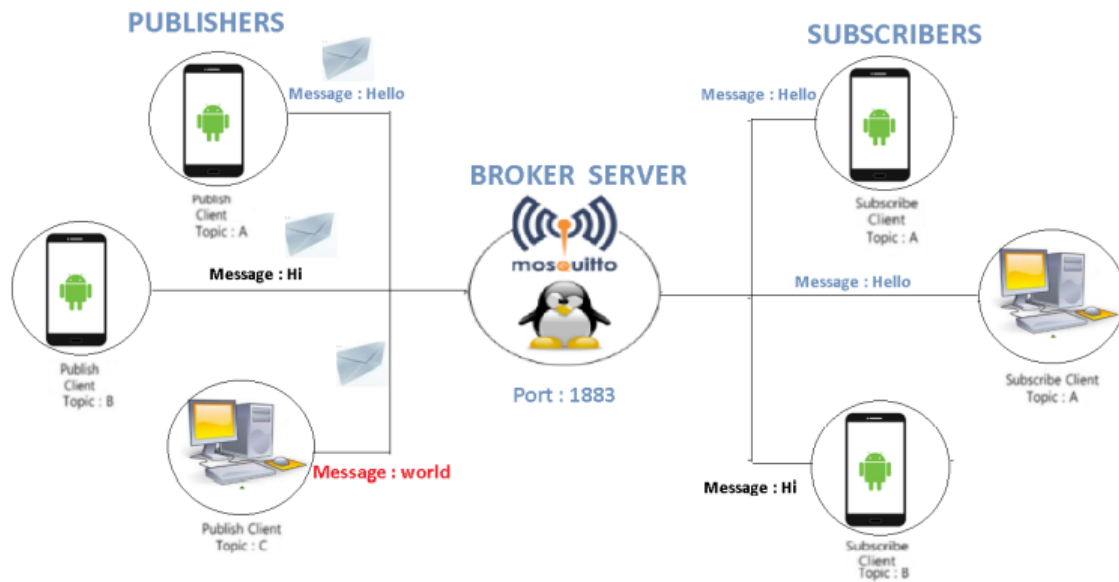 PUBLISHERS
Message : Hello
Publish
Client
Topic : A
Message : Hi
Publish
Client
Topic : B
Message : world
Publish Client
Topic : C
BROKER SERVER
mosquitto
Port : 1883
SUBSCRIBERS
Message : Hello
Subscribe
Client
Topic : A
Message : Hello
Subscribe Client
Topic : A
Message : Hi
Subscribe
Client
Topic : B